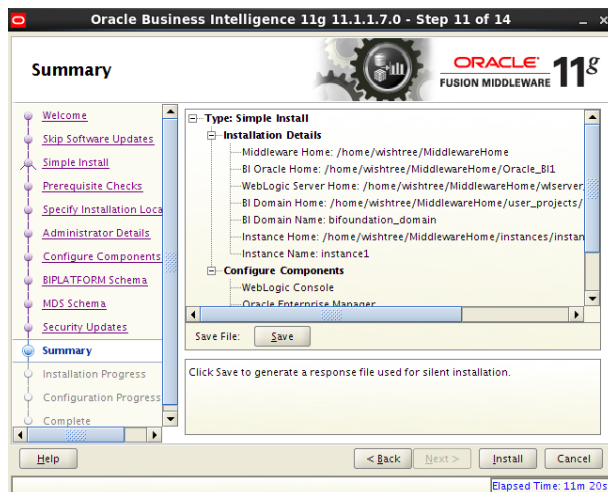 Oracle Business Intelligence 11g 11.1.1.7.0 - Step 11 of 14
Summary
ORACLE
FUSION MIDDLEWARE 11g
Welcome
Skip Software Updates
Simple Install
Prerequisite Checks
Specify Installation Loca
Administrator Details
Configure Components
BIPLATFORM Schema
MDS Schema
Security Updates
Summary
Installation Progress
Configuration Progress
Complete
Type: Simple Install
Installation Details
Middleware Home: /home/wishtree/MiddlewareHome
BI Oracle Home: /home/wishtree/MiddlewareHome/Oracle_BI1
WebLogic Server Home: /home/wishtree/MiddlewareHome/wlserver_
BI Domain Home: /home/wishtree/MiddlewareHome/user_projects/
BI Domain Name: bifoundation_domain
Instance Home: /home/wishtree/MiddlewareHome/instances/instan
Instance Name: instance1
Configure Components
WebLogic Console
Oracle Enterprise Manager
Save File: Save
Click Save to generate a response file used for silent installation.
Help
< Back
Next >
Install
Cancel
Elapsed Time: 11m 20s